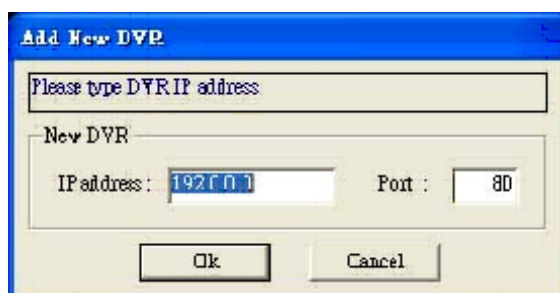 Add New DVR
Please type DVR IP address
New DVR
IP address : Port : 80
Ok Cancel